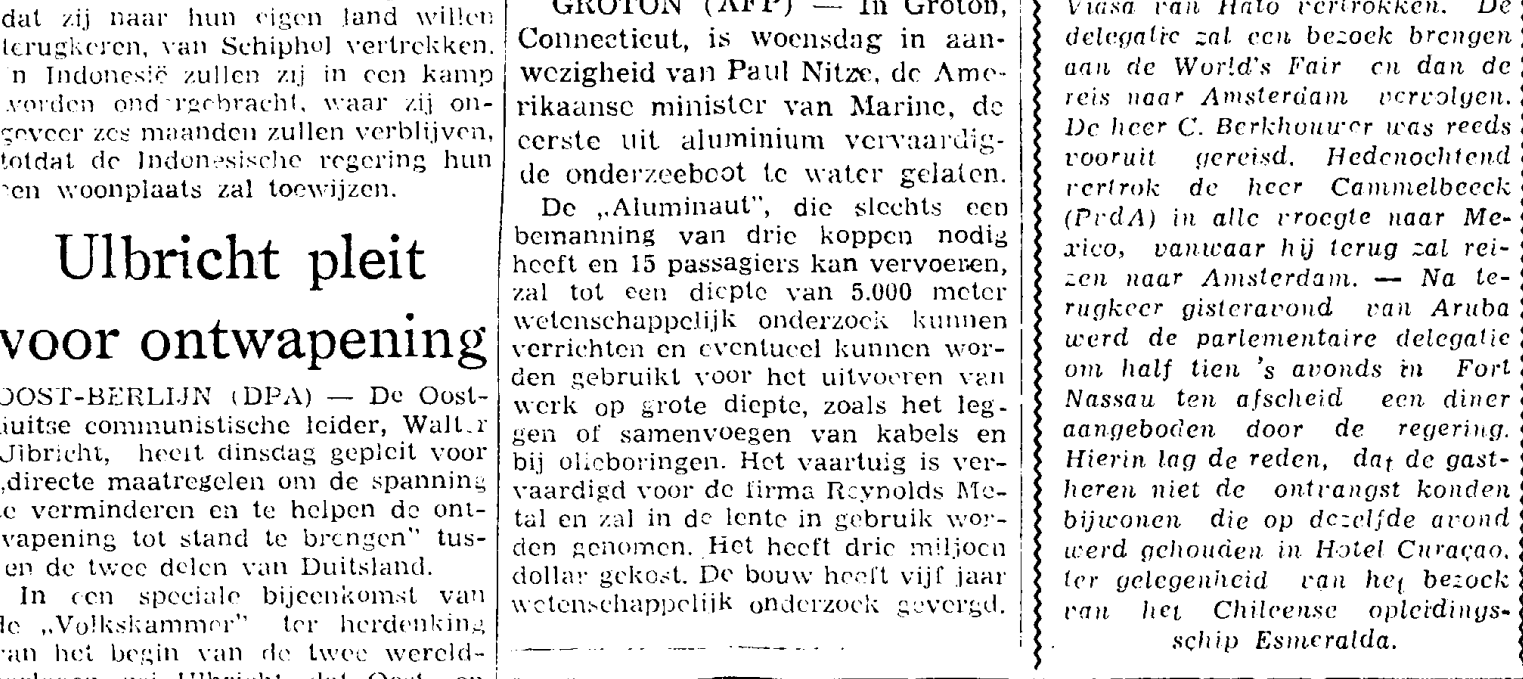 dat zij naar hun eigen land willen
terugkeren, van Schiphol vertrekken.
n Indonesië zullen zij in een kamp
worden ond rgebracht, waar zij on-
geveer zes maanden zullen verblijven,
totdat de Indonesische regering hun
en woonplaats zal toewijzen.
Ulbricht pleit
voor ontwapening
OOST-BERLIJN (DPA) — De Oost-
duitse communistische leider, Walt.r
Ulbricht, heeft dinsdag gepleit voor
„directe maatregelen om de spanning
te verminderen en te helpen de ont-
wapening tot stand te brengen" tus-
en de twee delen van Duitsland.
In een speciale bijeenkomst van
de „Volkskammer" ter herdenking
van het begin van de twee wereld-
Ulbricht dat Oost- en
GROTON (AFP) — In Groton,
Connecticut, is woensdag in aan-
wezigheid van Paul Nitze, de Ame-
rikaanse minister van Marine, de
eerste uit aluminium vervaardig-
de onderzeeboot te water gelaten.
De „Aluminaut", die slechts een
bemanning van drie koppen nodig
heeft en 15 passagiers kan vervoeren,
zal tot een diepte van 5.000 meter
wetenschappelijk onderzoek kunnen
verrichten en eventueel kunnen wor-
den gebruikt voor het uitvoeren van
werk op grote diepte, zoals het leg-
gen of samenvoegen van kabels en
bij olieboringen. Het vaartuig is ver-
vaardigd voor de firma Reynolds Me-
tal en zal in de lente in gebruik wor-
den genomen. Het heeft drie miljoen
dollar gekost. De bouw heeft vijf jaar
wetenschappelijk onderzoek gevergd.
Viasa van Hato vertrokken. De
delegatie zal een bezoek brengen
aan de World's Fair en dan de
reis naar Amsterdam vervolgen.
De heer C. Berkhouwer was reeds
vooruit gereisd. Hedenochtend
vertrok de heer Cammelbeeck
(PvdA) in alle vroegte naar Me-
xico, vanwaar hij terug zal rei-
zen naar Amsterdam. — Na te-
rugkeer gisteravond van Aruba
werd de parlementaire delegatie
om half tien 's avonds in Fort
Nassau ten afscheid een diner
aangeboden door de regering.
Hierin lag de reden, dat de gast-
heren niet de ontvangst konden
bijwonen die op dezelfde avond
werd gehouden in Hotel Curaçao,
ter gelegenheid van het bezoek
van het Chileense opleidings-
schip Esmeralda.